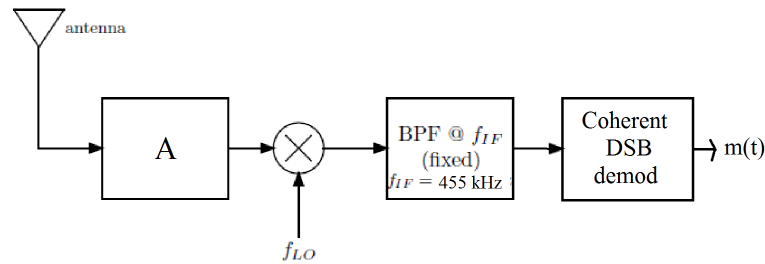 antenna
A
BPF @ f_IF
(fixed)
f_IF = 455 kHz
Coherent
DSB
demod
m(t)
f_LO